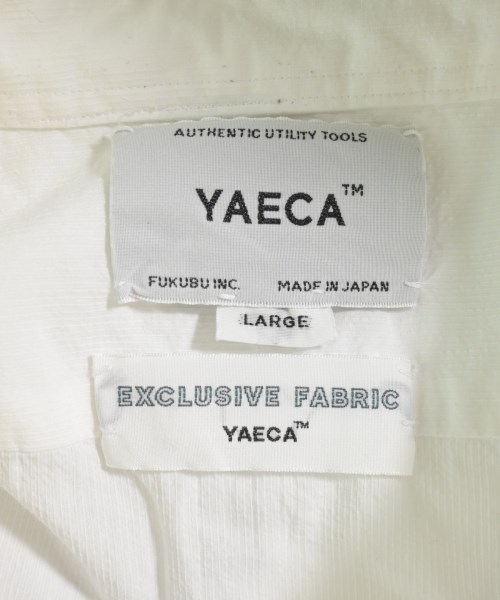 AUTHENTIC UTILITY TOOLS
YAECA™
FUKUBU INC. MADE IN JAPAN
LARGE
EXCLUSIVE FABRIC
YAECA™